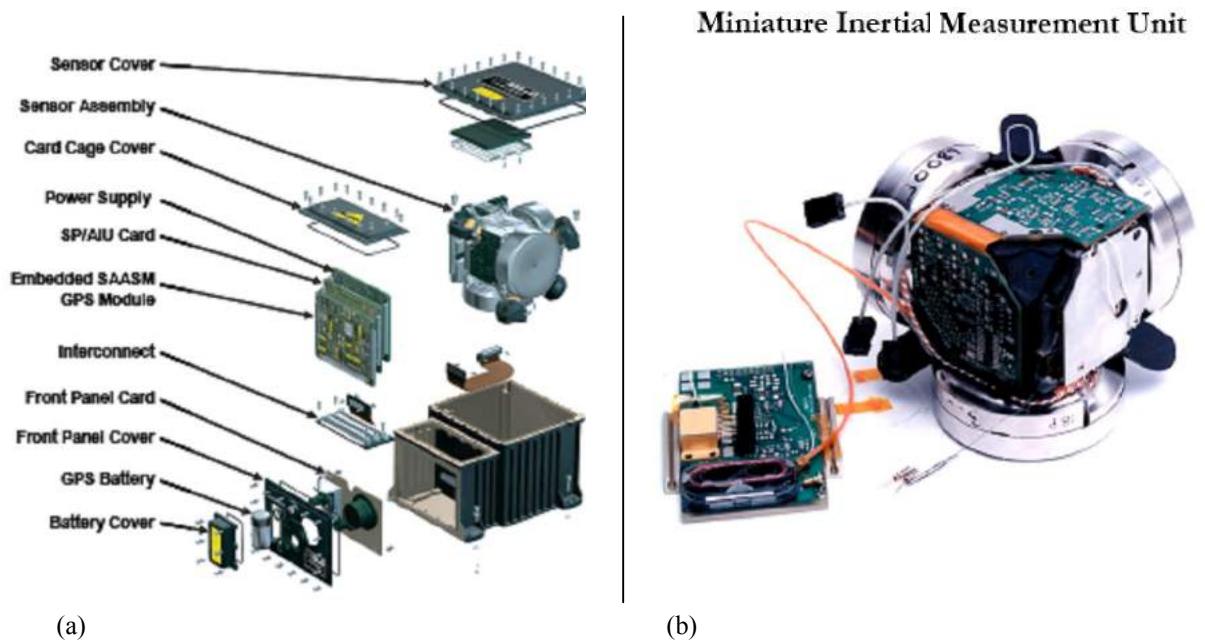 Miniature Inertial Measurement Unit
Sensor Cover
Sensor Assembly
Card Cage Cover
Power Supply
SP/AIU Card
Embedded SAASM
GPS Module
Interconnect
Front Panel Card
Front Panel Cover
GPS Battery
Battery Cover
(a)
(b)